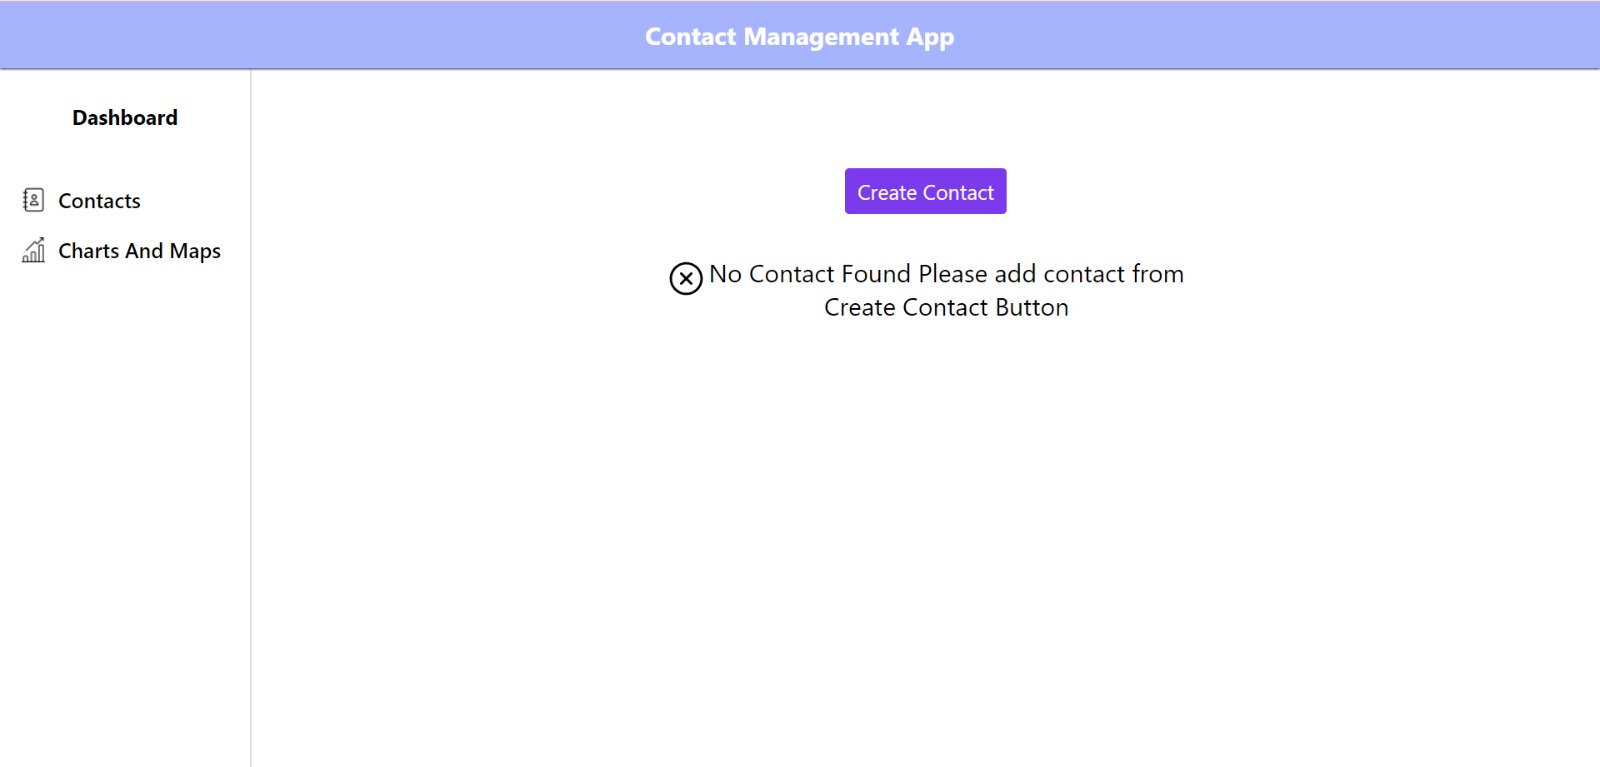 Contact Management App
Dashboard
Contacts
Charts And Maps
Create Contact
No Contact Found Please add contact from
Create Contact Button